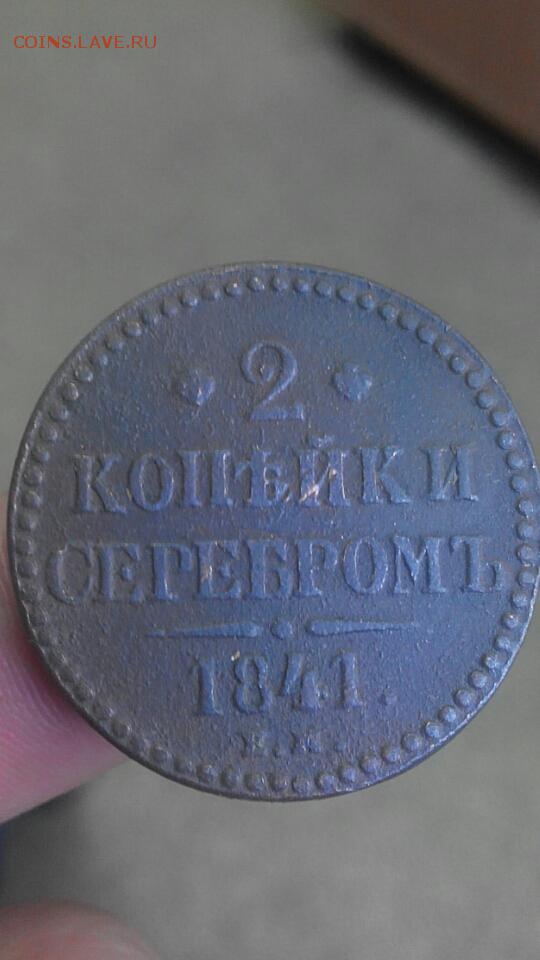 COINS.LAVE.RU
2
КОПѢЙКИ
СЕРЕБРОМЪ
1841.